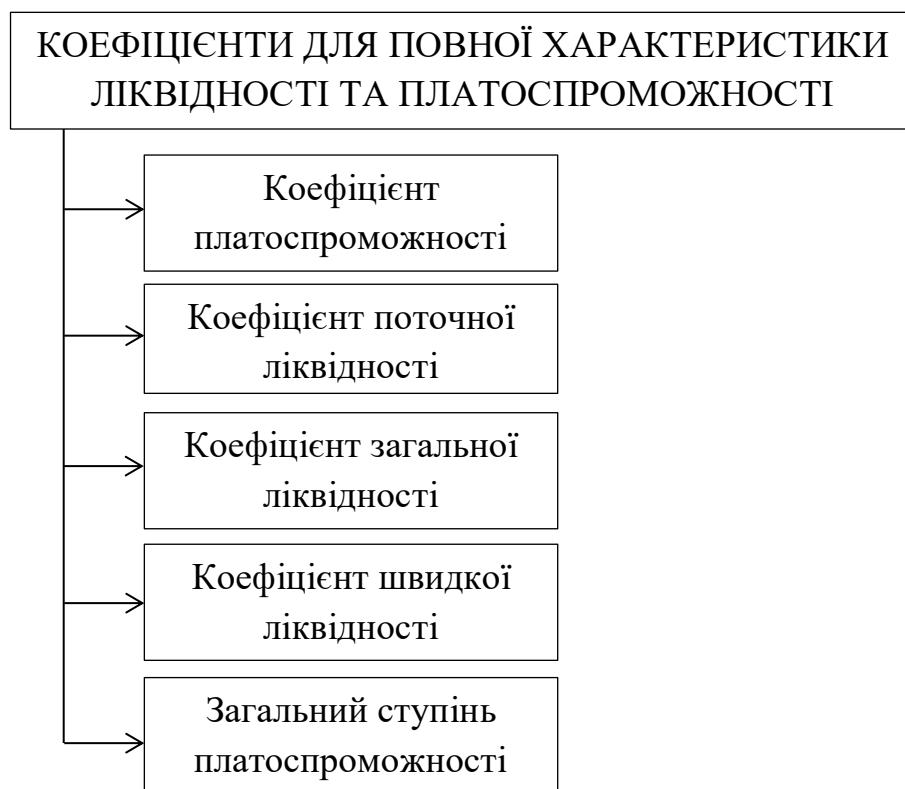 КОЕФІЦІЄНТИ ДЛЯ ПОВНОЇ ХАРАКТЕРИСТИКИ
ЛІКВІДНОСТІ ТА ПЛАТОСПРОМОЖНОСТІ
Коефіцієнт
платоспроможності
Коефіцієнт поточної
ліквідності
Коефіцієнт загальної
ліквідності
Коефіцієнт швидкої
ліквідності
Загальний ступінь
платоспроможності